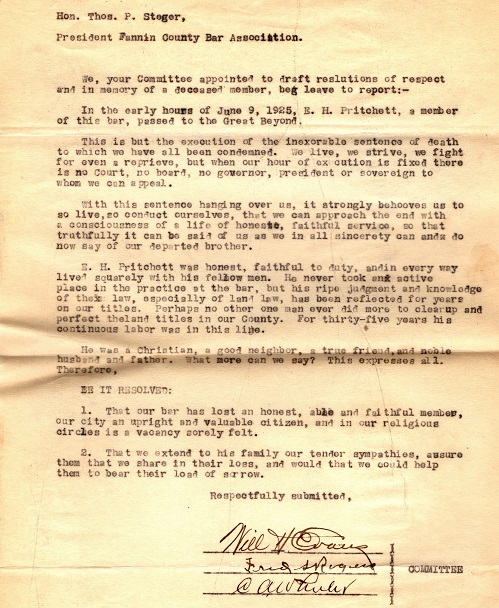 Hon. Thos. P. Steger,
President Fannin County Bar Association.
We, your Committee appointed to draft reslutions of respect
and in memory of a deceased member, beg leave to report:-
In the early hours of June 9, 1925, E. H. Pritchett, a member
of this bar, passed to the Great Beyond.
This is but the execution of the inexorable sentence of death
to which we have all been condemned. We live, we strive, we fight
for even a reprieve, but when our hour of execution is fixed there
is no Court, no board, no governor, president or sovereign to
whom we can appeal.
With this sentence hanging over us, it strongly behooves us to
so live,so conduct ourselves, that we can approach the end with
a consciousness of a life of honeste, faithful service, so that
truthfully it can be said of us as we in all sincerety can andx do
now say of our departed brother.
E. H. Pritchett was honest, faithful to duty, andin every way
lived squarely with his fellow men. He never took anx active
place in the practice at the bar, but his ripe judgment and knowledge
of their law, especially of land law, has been reflected for years
on our titles. Perhaps no other one man ever did more to clearup and
perfect theland titles in our County. For thirty-five years his
continuous labor was in this line.
He was a Christian, a good neighbor, a true friend,and noble
husband and father. What more can we say? This expresses all.
Therefore,
BE IT RESOLVED:
1. That our bar has lost an honest, able and faithful member,
our city an upright and valuable citizen, and in our religious
circles is a vacancy sorely felt.
2. That we extend to his family our tender sympathies, assure
them that we share in their loss, and would that we could help
them to bear their load of sorrow.
Respectfully submitted,
Will H Evans
Fred S Rogers
C A Wheeler
COMMITTEE